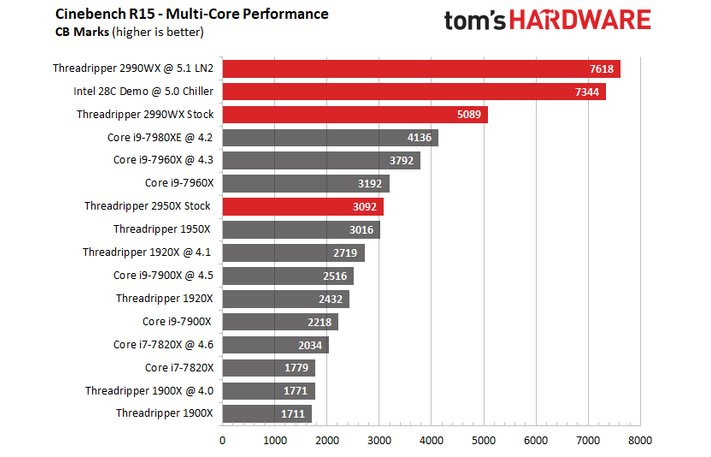 Cinebench R15 - Multi-Core Performance
CB Marks (higher is better)
tom's HARDWARE
Threadripper 2990WX @ 5.1 LN2 7618
Intel 28C Demo @ 5.0 Chiller 7344
Threadripper 2990WX Stock 5089
Core i9-7980XE @ 4.2 4136
Core i9-7960X @ 4.3 3792
Core i9-7960X 3192
Threadripper 2950X Stock 3092
Threadripper 1950X 3016
Threadripper 1920X @ 4.1 2719
Core i9-7900X @ 4.5 2516
Threadripper 1920X 2432
Core i9-7900X 2218
Core i7-7820X @ 4.6 2034
Core i7-7820X 1779
Threadripper 1900X @ 4.0 1771
Threadripper 1900X 1711
0 1000 2000 3000 4000 5000 6000 7000 8000